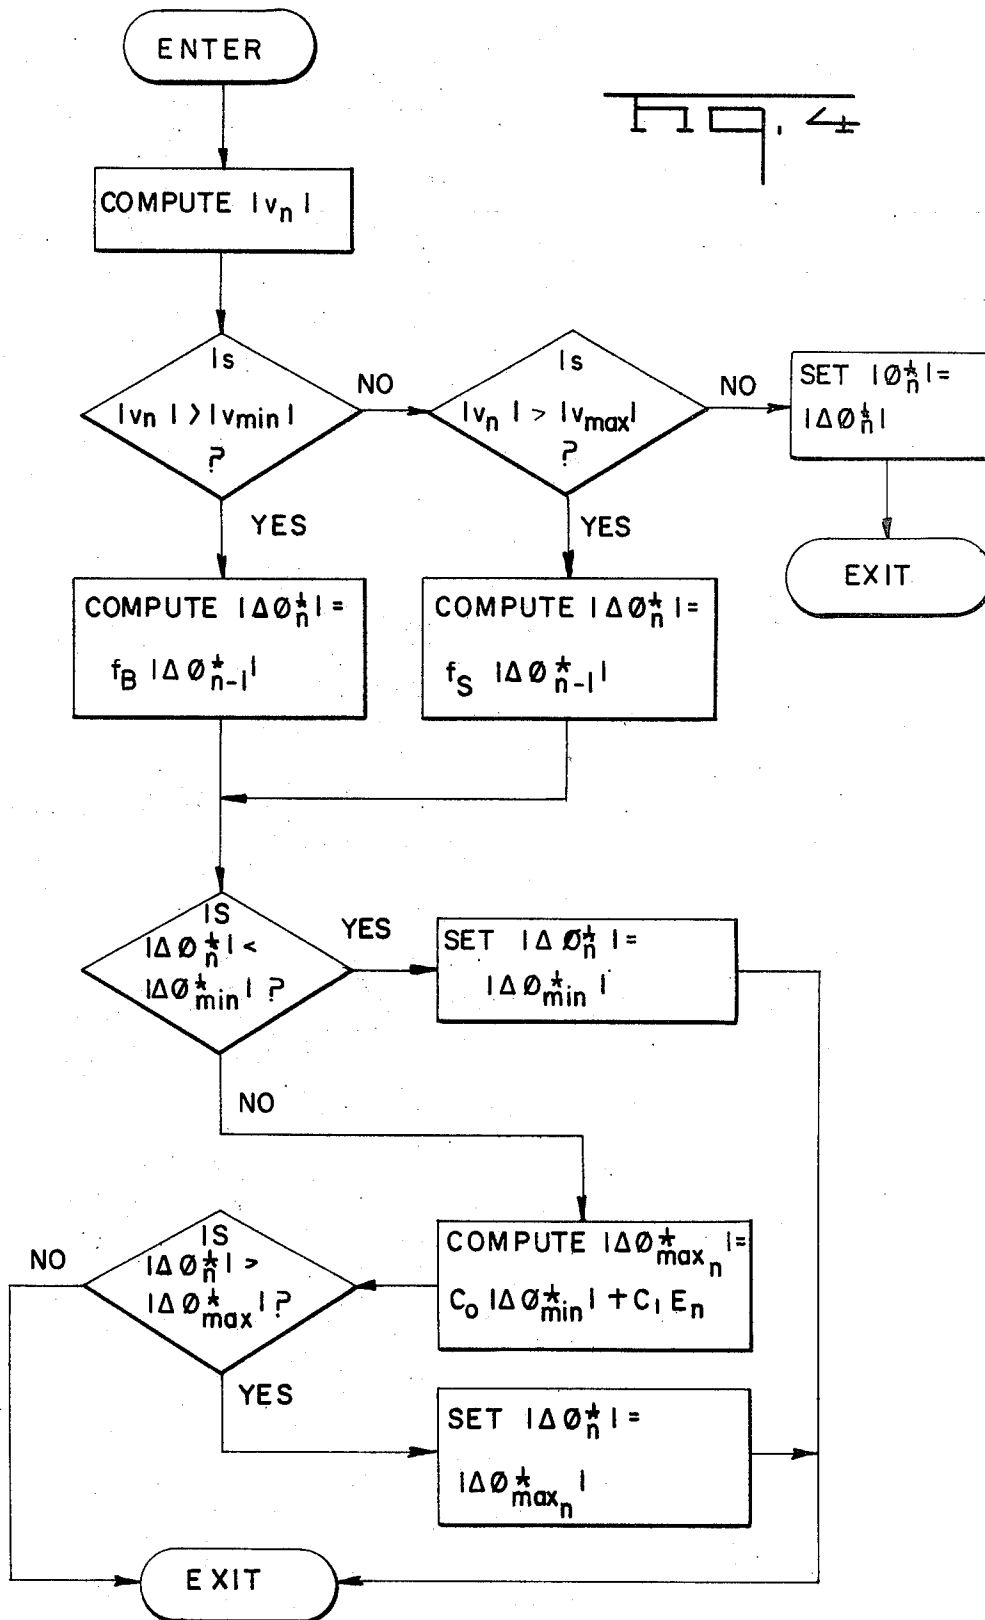 ENTER
Fig. 4
COMPUTE |vn|
Is
|vn| > |vmin|
?
NO
YES
Is
|vn| > |vmax|
?
NO
YES
SET |Ø*n| =
|ΔØ*n|
EXIT
COMPUTE |ΔØ*n| =
fB |ΔØ*n-1|
COMPUTE |ΔØ*n| =
fS |ΔØ*n-1|
IS
|ΔØ*n| <
|ΔØ*min| ?
YES
NO
SET |ΔØ*n| =
|ΔØ*min|
COMPUTE |ΔØ*maxn| =
C0 |ΔØ*min| + C1 En
IS
|ΔØ*n| >
|ΔØ*max| ?
NO
YES
SET |ΔØ*n| =
|ΔØ*maxn|
EXIT